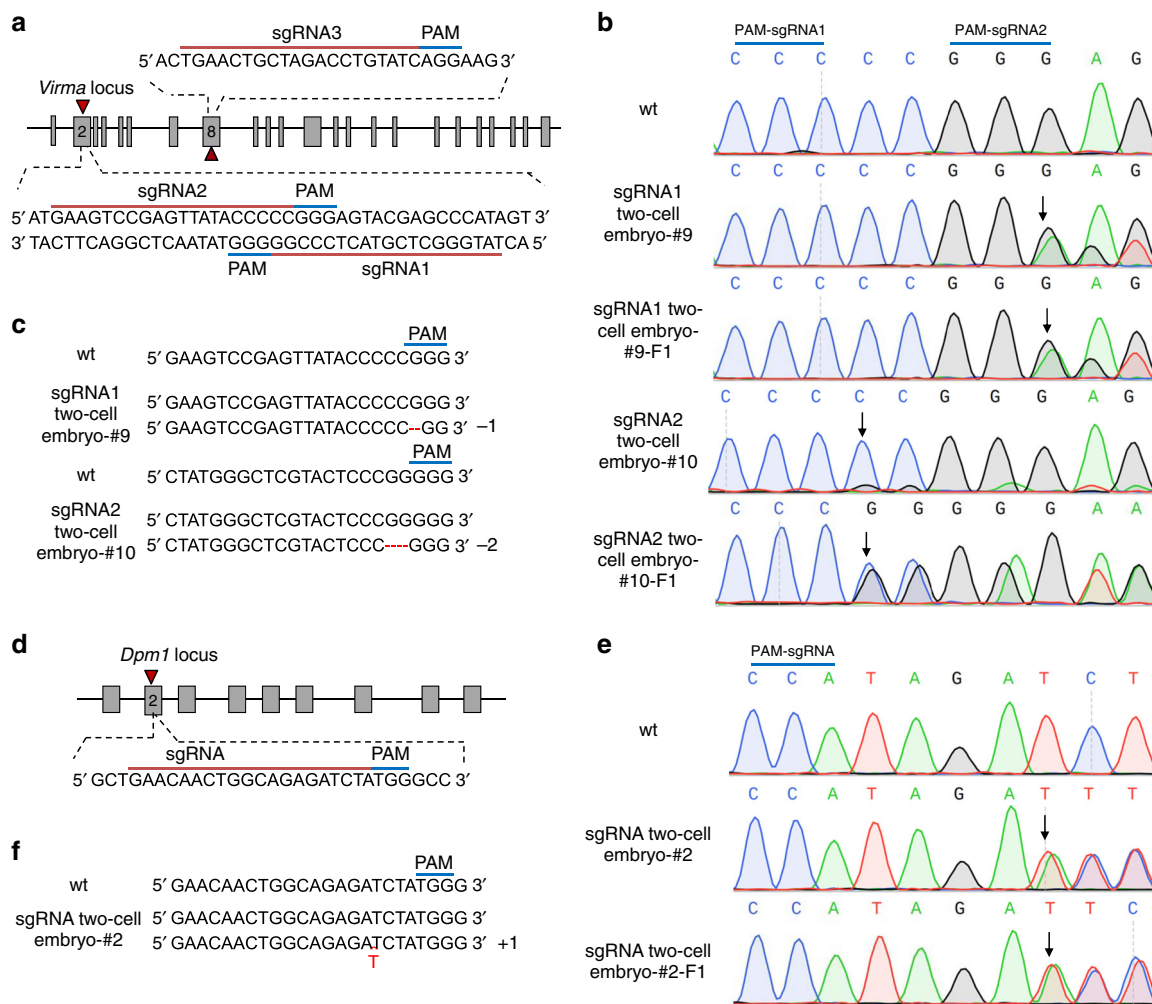 a
sgRNA3
PAM
5′ ACTGAACTGCTAGACCTGTATCAGGAAG 3′
Virma locus
2
8
sgRNA2
PAM
5′ ATGAAGTCCGAGTTATACCCCCGGGAGTACGAGCCCATAGT 3′
3′ TACTTCAGGCTCAATATGGGGGCCCTCATGCTCGGGTATCA 5′
PAM
sgRNA1
b
PAM-sgRNA1
PAM-sgRNA2
C C C C C G G G A G
wt
C C C C C G G G A G
sgRNA1
two-cell
embryo-#9
C C C C C G G G A G
sgRNA1 two-
cell embryo-
#9-F1
C C C C C G G G A G
sgRNA2
two-cell
embryo-#10
C C C G G G G G A A
sgRNA2 two-
cell embryo-
#10-F1
c
PAM
wt
5′ GAAGTCCGAGTTATACCCCCGGG 3′
sgRNA1
two-cell
embryo-#9
5′ GAAGTCCGAGTTATACCCCCGGG 3′
5′ GAAGTCCGAGTTATACCCCC--GG 3′ –1
PAM
wt
5′ CTATGGGCTCGTACTCCCGGGGG 3′
sgRNA2
two-cell
embryo-#10
5′ CTATGGGCTCGTACTCCCGGGGG 3′
5′ CTATGGGCTCGTACTCCC----GGG 3′ –2
d
Dpm1 locus
2
sgRNA
PAM
5′ GCTGAACAACTGGCAGAGATCTATGGGCC 3′
e
PAM-sgRNA
C C A T A G A T C T
wt
C C A T A G A T T T
sgRNA two-cell
embryo-#2
C C A T A G A T T C
sgRNA two-cell
embryo-#2-F1
f
PAM
wt
5′ GAACAACTGGCAGAGATCTATGGG 3′
sgRNA two-cell
embryo-#2
5′ GAACAACTGGCAGAGATCTATGGG 3′
5′ GAACAACTGGCAGAGATCTATGGG 3′ +1
T